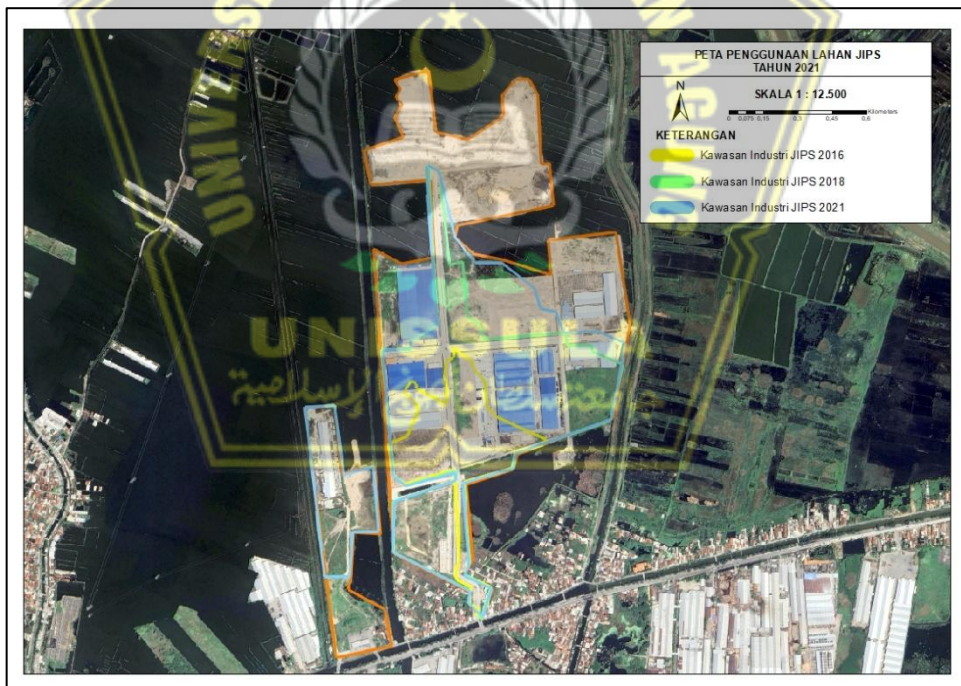 PETA PENGGUNAAN LAHAN JIPS
TAHUN 2021
SKALA 1 : 12.500
N
Kilometers
0 0,075 0,15 0,3 0,45 0,6
KETERANGAN
Kawasan Industri JIPS 2016
Kawasan Industri JIPS 2018
Kawasan Industri JIPS 2021
UNISSULA